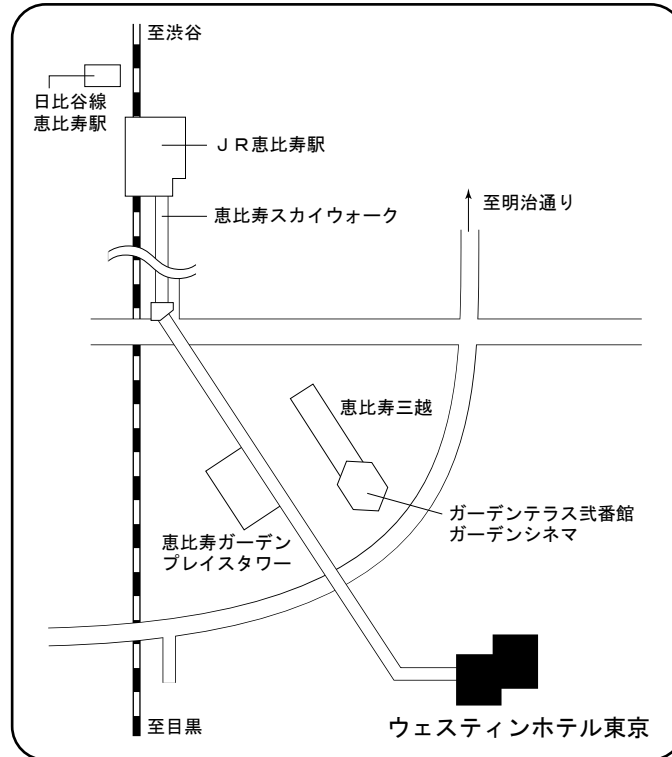 至渋谷
日比谷線
恵比寿駅
ＪＲ恵比寿駅
恵比寿スカイウォーク
至明治通り
恵比寿三越
ガーデンテラス弐番館
ガーデンシネマ
恵比寿ガーデン
プレイスタワー
至目黒
ウェスティンホテル東京